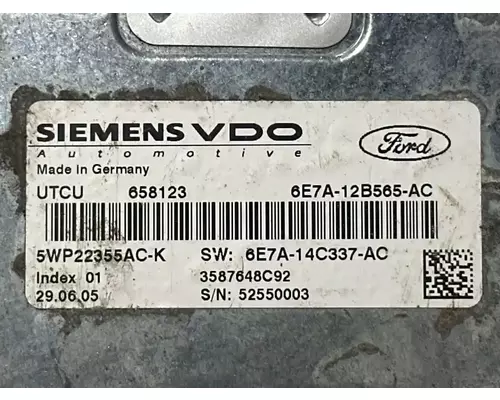 SIEMENS VDO
Automotive
Ford
Made in Germany
UTCU 658123 6E7A-12B565-AC
5WP22355AC-K SW: 6E7A-14C337-AC
Index 01 3587648C92
29.06.05 S/N: 52550003